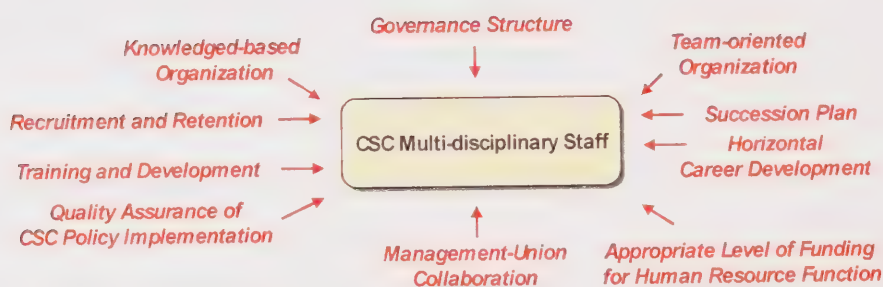 Governance Structure
Knowledged-based
Organization
Team-oriented
Organization
Recruitment and Retention
CSC Multi-disciplinary Staff
Succession Plan
Horizontal
Career Development
Training and Development
Quality Assurance of
CSC Policy Implementation
Management-Union
Collaboration
Appropriate Level of Funding
for Human Resource Function